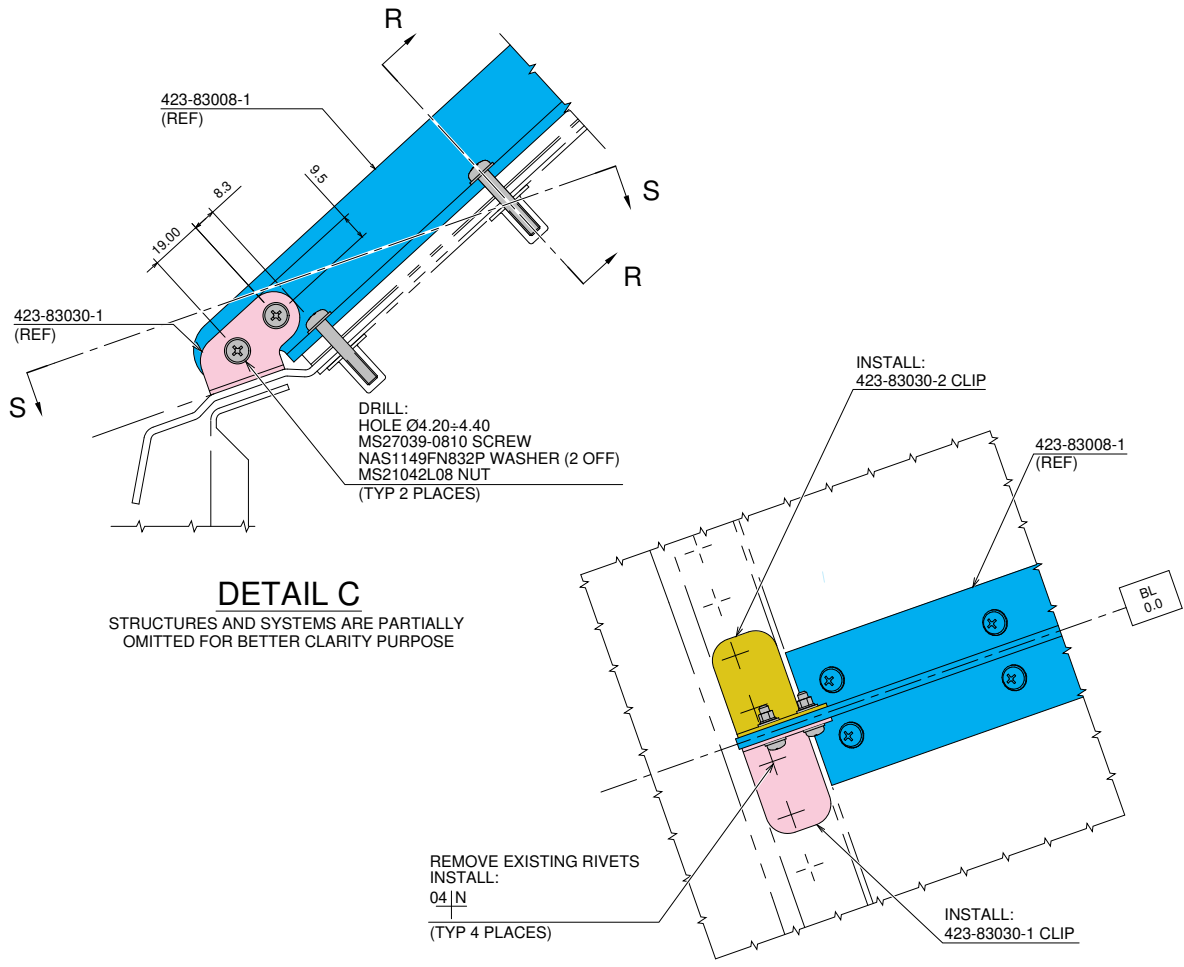 R
423-83008-1
(REF)
9.5
8.3
19.00
S
R
423-83030-1
(REF)
S
DRILL:
HOLE Ø4.20÷4.40
MS27039-0810 SCREW
NAS1149FN832P WASHER (2 OFF)
MS21042L08 NUT
(TYP 2 PLACES)
DETAIL C
STRUCTURES AND SYSTEMS ARE PARTIALLY
OMITTED FOR BETTER CLARITY PURPOSE
INSTALL:
423-83030-2 CLIP
423-83008-1
(REF)
BL
0.0
REMOVE EXISTING RIVETS
INSTALL:
04 N
(TYP 4 PLACES)
INSTALL:
423-83030-1 CLIP